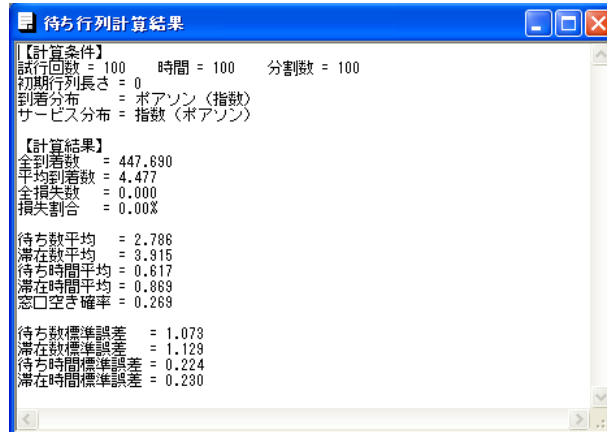 待ち行列計算結果
【計算条件】
試行回数 = 100　　時間 = 100　　分割数 = 100
初期行列長さ = 0
到着分布　　 = ポアソン（指数）
サービス分布 = 指数（ポアソン）
【計算結果】
全到着数　 = 447.690
平均到着数 = 4.477
全損失数　 = 0.000
損失割合　 = 0.00%
待ち数平均　 = 2.786
滞在数平均　 = 3.915
待ち時間平均 = 0.617
滞在時間平均 = 0.869
窓口空き確率 = 0.269
待ち数標準誤差　 = 1.073
滞在数標準誤差　 = 1.129
待ち時間標準誤差 = 0.224
滞在時間標準誤差 = 0.230